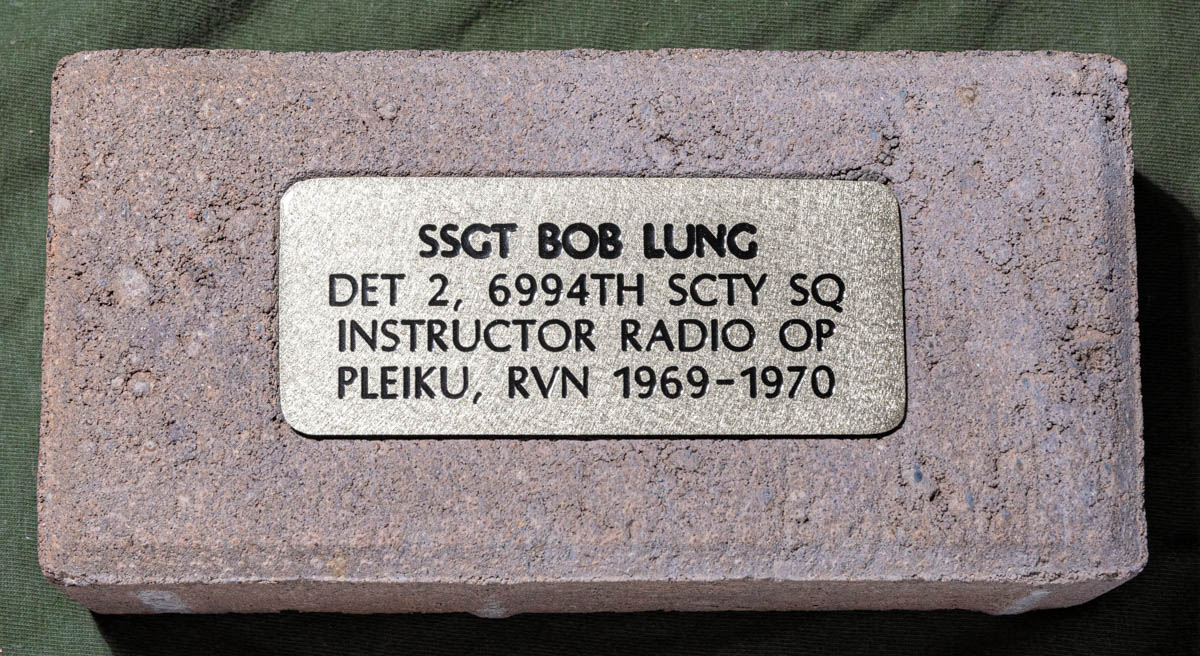 SSGT BOB LUNG
DET 2, 6994TH SCTY SQ
INSTRUCTOR RADIO OP
PLEIKU, RVN 1969-1970